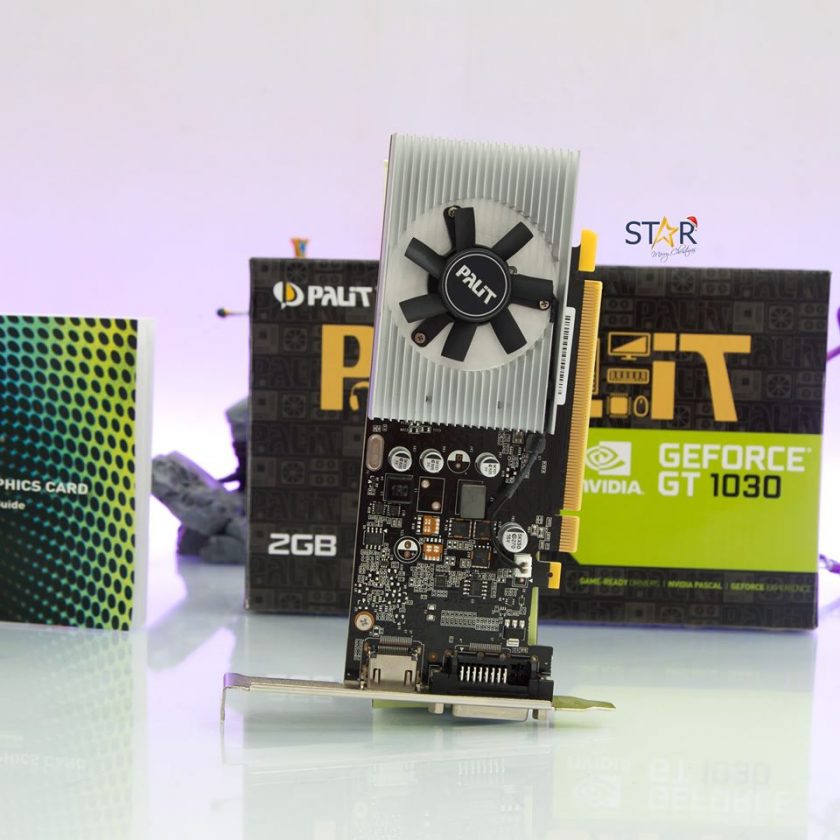 STAR
Merry Christmas
PALIT
PALIT
GEFORCE
GT 1030
NVIDIA
2GB
PHICS CARD
Guide
GAME-READY DRIVERS | NVIDIA PASCAL | GEFORCE EXPERIENCE